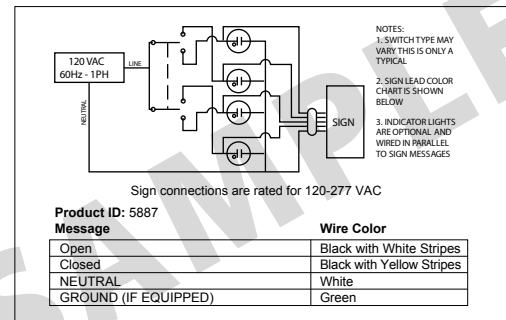 120 VAC
60Hz - 1PH
LINE
NEUTRAL
SIGN
NOTES:
1. SWITCH TYPE MAY
VARY THIS IS ONLY A
TYPICAL
2. SIGN LEAD COLOR
CHART IS SHOWN
BELOW
3. INDICATOR LIGHTS
ARE OPTIONAL AND
WIRED IN PARALLEL
TO SIGN MESSAGES
Sign connections are rated for 120-277 VAC
Product ID: 5887
Message Wire Color
Open Black with White Stripes
Closed Black with Yellow Stripes
NEUTRAL White
GROUND (IF EQUIPPED) Green
SAMPLE